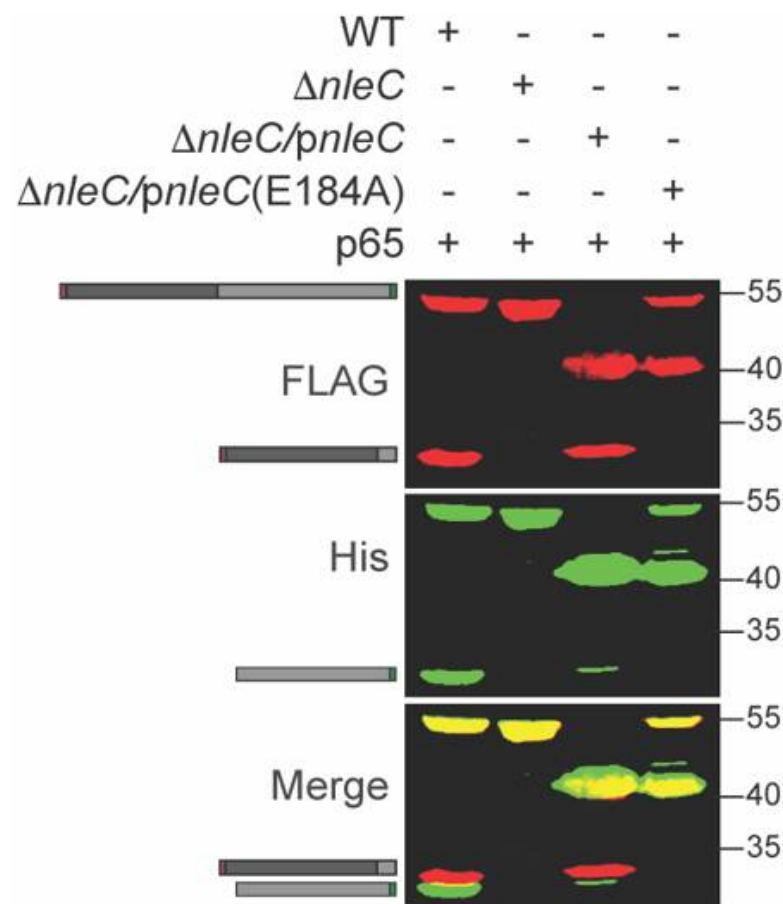 WT + - - -
ΔnleC - + - -
ΔnleC/pnleC - - + -
ΔnleC/pnleC(E184A) - - - +
p65 + + + +
55
FLAG
40
35
55
His
40
35
55
Merge
40
35